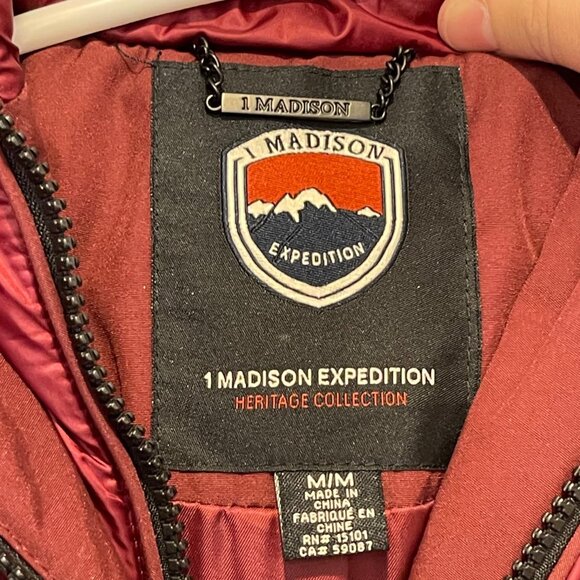 1 MADISON
1 MADISON
EXPEDITION
1 MADISON EXPEDITION
HERITAGE COLLECTION
M/M
MADE IN
CHINA
FABRIQUÉ EN
CHINE
RN# 15101
CA# 59087